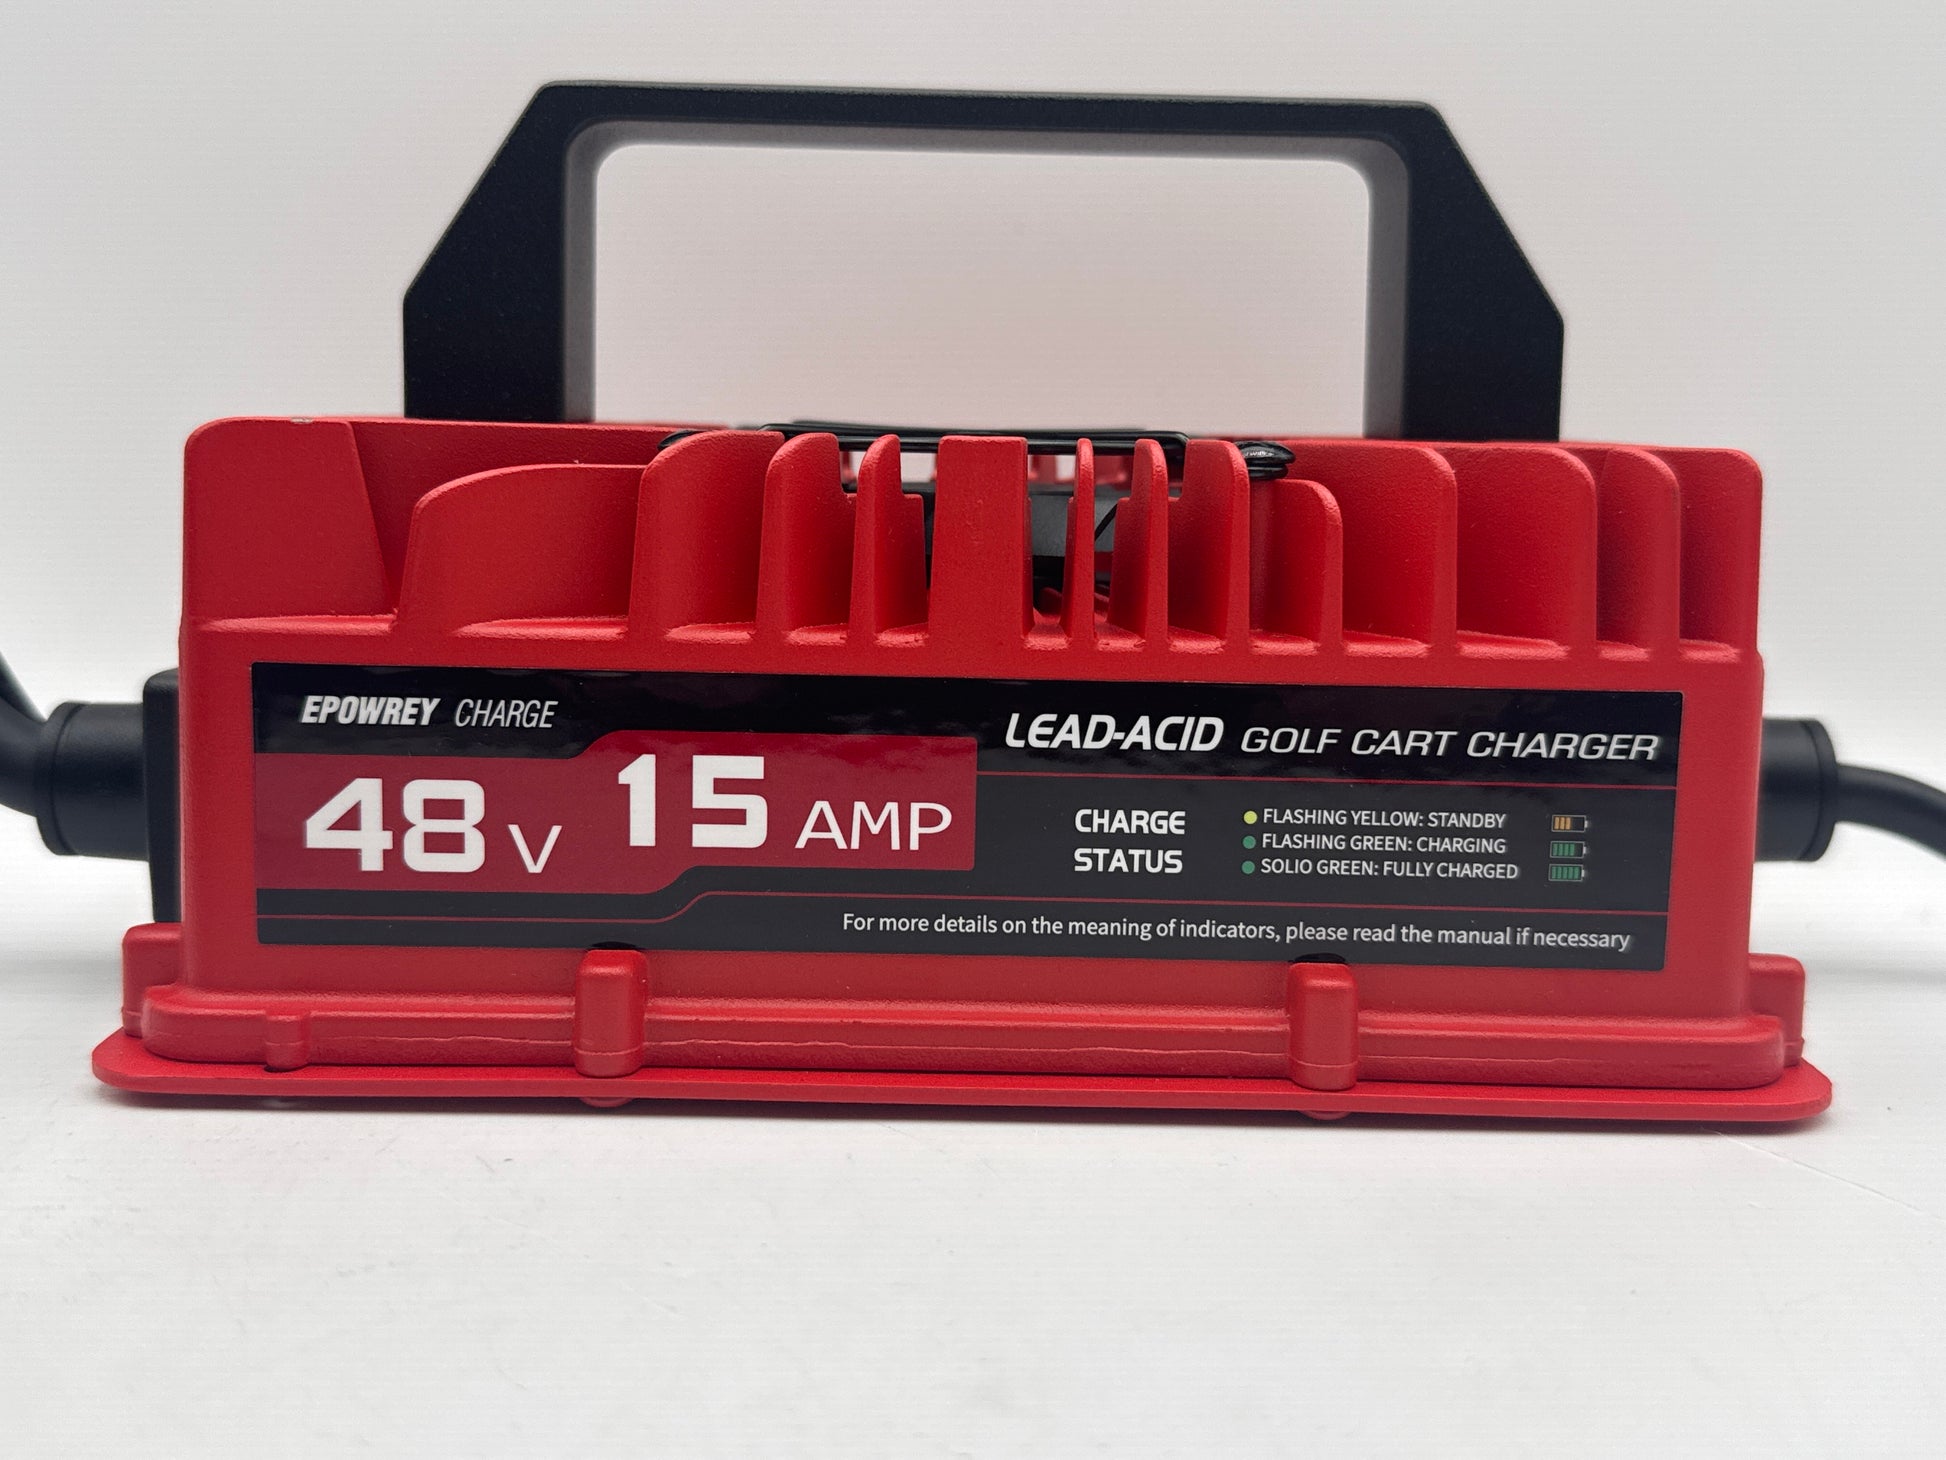 EPOWREY CHARGE
48 V 15 AMP
LEAD-ACID GOLF CART CHARGER
CHARGE STATUS
FLASHING YELLOW: STANDBY
FLASHING GREEN: CHARGING
SOLIO GREEN: FULLY CHARGED
For more details on the meaning of indicators, please read the manual if necessary